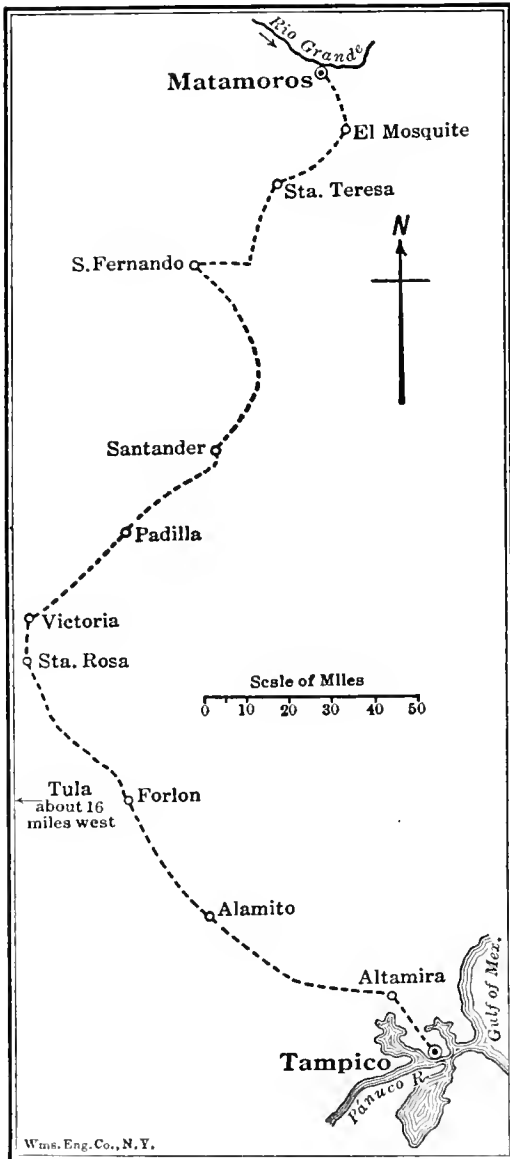 Rio Grande
Matamoros
El Mosquite
Sta. Teresa
N
S. Fernando
Santander
Padilla
Victoria
Sta. Rosa
Scale of Miles
0 10 20 30 40 50
Tula
about 16
miles west
Forlon
Alamito
Altamira
Gulf of Mex.
Tampico
Pánuco R.
Wms. Eng. Co., N. Y.